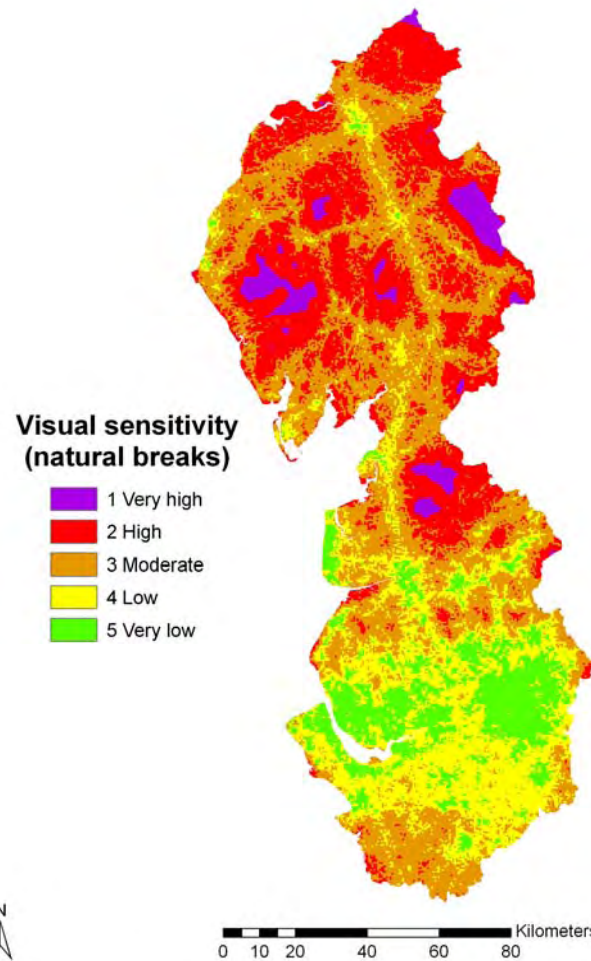 Visual sensitivity
(natural breaks)
1 Very high
2 High
3 Moderate
4 Low
5 Very low
N
Kilometers
0 5 10 20 40 60 80